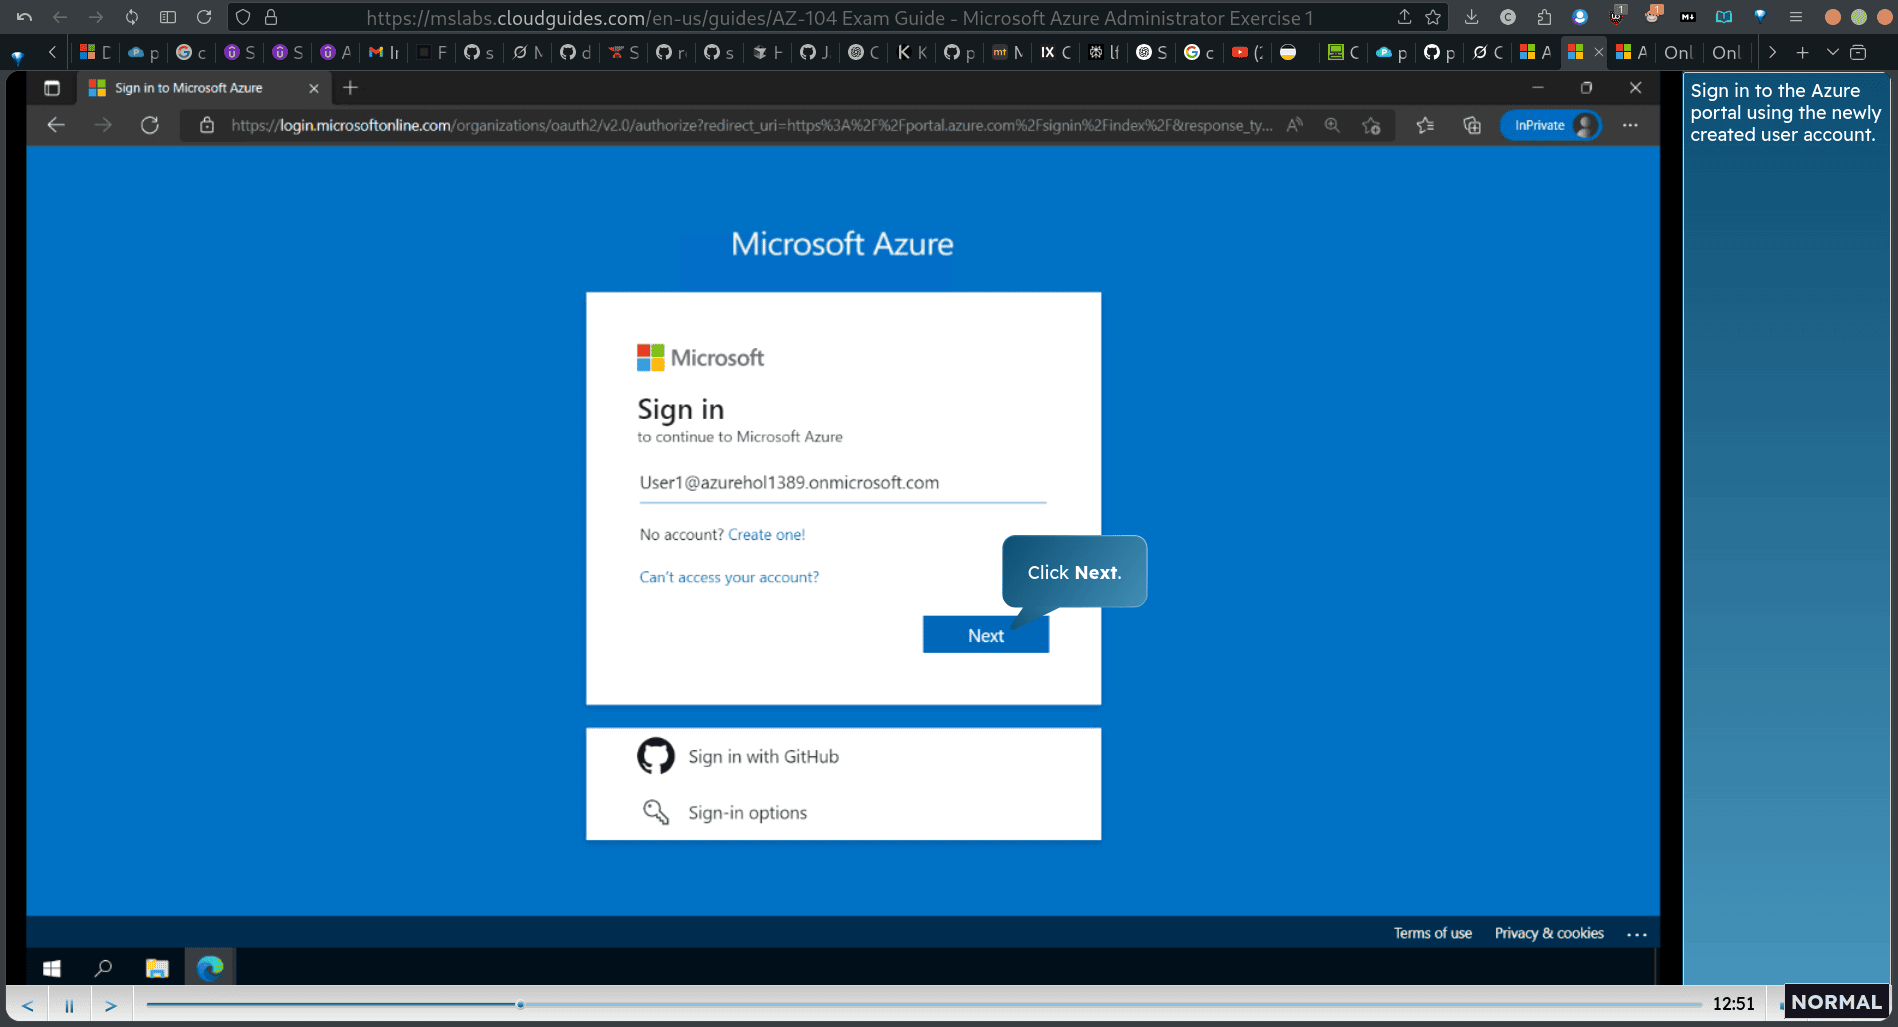 https://mslabs.cloudguides.com/en-us/guides/AZ-104 Exam Guide - Microsoft Azure Administrator Exercise 1
Sign in to Microsoft Azure
https://login.microsoftonline.com/organizations/oauth2/v2.0/authorize?redirect_uri=https%3A%2F%2Fportal.azure.com%2Fsignin%2Findex%2F&response_ty...
InPrivate
Sign in to the Azure
portal using the newly
created user account.
Microsoft Azure
Microsoft
Sign in
to continue to Microsoft Azure
User1@azurehol1389.onmicrosoft.com
No account? Create one!
Can't access your account?
Click Next.
Next
Sign in with GitHub
Sign-in options
Terms of use
Privacy & cookies
12:51
NORMAL